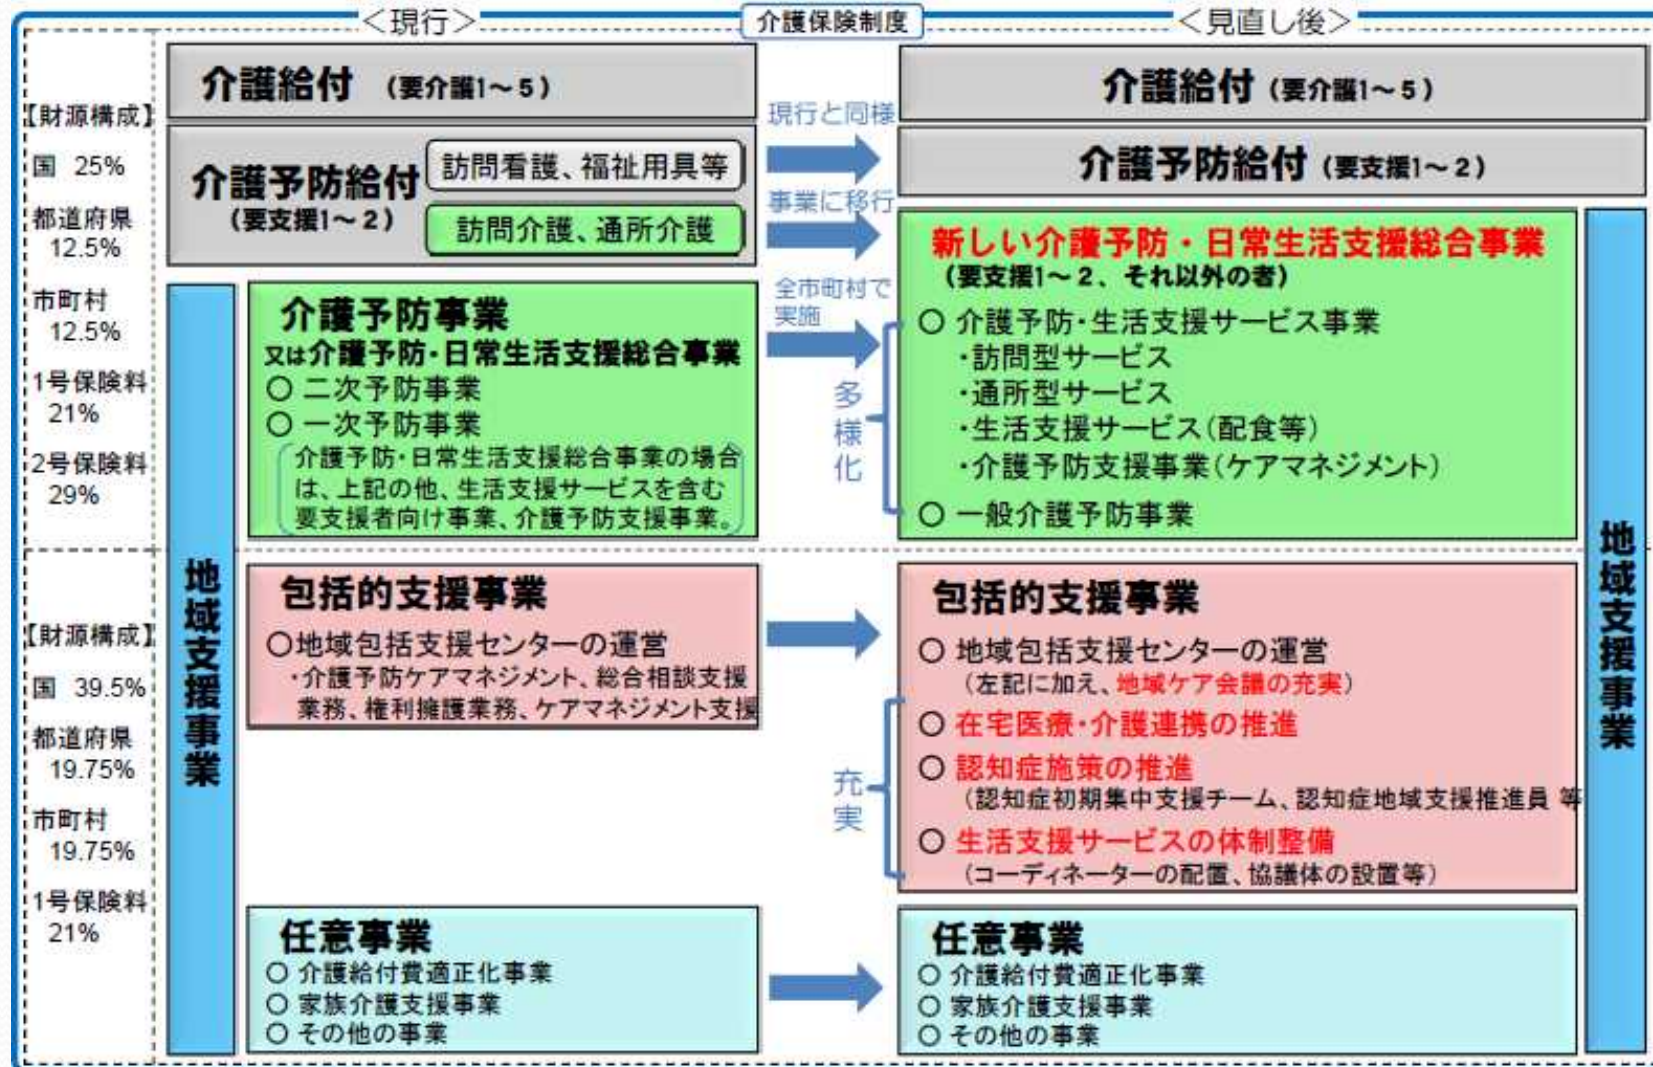 介護保険制度
＜現行＞
＜見直し後＞
【財源構成】
国 25%
都道府県
12.5%
市町村
12.5%
1号保険料
21%
2号保険料
29%
【財源構成】
国 39.5%
都道府県
19.75%
市町村
19.75%
1号保険料
21%
介護給付 （要介護1～5）
介護予防給付
（要支援1～2）
訪問看護、福祉用具等
訪問介護、通所介護
地域支援事業
介護予防事業
又は介護予防・日常生活支援総合事業
○ 二次予防事業
○ 一次予防事業
介護予防・日常生活支援総合事業の場合
は、上記の他、生活支援サービスを含む
要支援者向け事業、介護予防支援事業。
包括的支援事業
○地域包括支援センターの運営
・介護予防ケアマネジメント、総合相談支援
業務、権利擁護業務、ケアマネジメント支援
任意事業
○ 介護給付費適正化事業
○ 家族介護支援事業
○ その他の事業
現行と同様
事業に移行
全市町村で
実施
多様化
充実
介護給付（要介護1～5）
介護予防給付（要支援1～2）
新しい介護予防・日常生活支援総合事業
（要支援1～2、それ以外の者）
○ 介護予防・生活支援サービス事業
・訪問型サービス
・通所型サービス
・生活支援サービス（配食等）
・介護予防支援事業（ケアマネジメント）
○ 一般介護予防事業
包括的支援事業
○ 地域包括支援センターの運営
（左記に加え、地域ケア会議の充実）
○ 在宅医療・介護連携の推進
○ 認知症施策の推進
（認知症初期集中支援チーム、認知症地域支援推進員 等
○ 生活支援サービスの体制整備
（コーディネーターの配置、協議体の設置等）
任意事業
○ 介護給付費適正化事業
○ 家族介護支援事業
○ その他の事業
地域支援事業